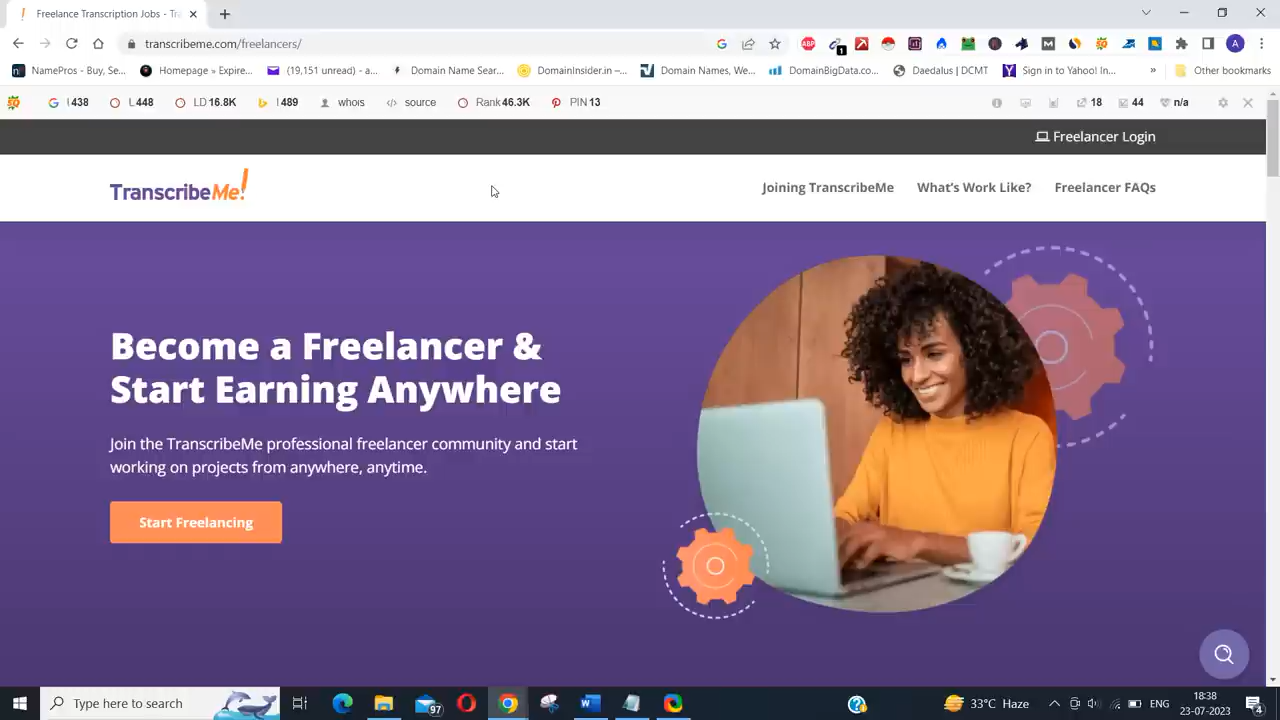 Freelance Transcription Jobs - Tra
transcribeme.com/freelancers/
ABP
1
M
A
NamePros - Buy, Se...
Homepage » Expire...
(19,151 unread) - a...
Domain Name Sear...
DomainInsider.in –...
Domain Names, We...
DomainBigData.co...
Daedalus | DCMT
Sign in to Yahoo! In...
»
Other bookmarks
I 438
L 448
LD 16.8K
I 489
whois
source
Rank 46.3K
PIN 13
18
44
n/a
Freelancer Login
TranscribeMe!
Joining TranscribeMe
What's Work Like?
Freelancer FAQs
Become a Freelancer &
Start Earning Anywhere
Join the TranscribeMe professional freelancer community and start
working on projects from anywhere, anytime.
Start Freelancing
Type here to search
97
33°C Haze
ENG
18:38
23-07-2023
4